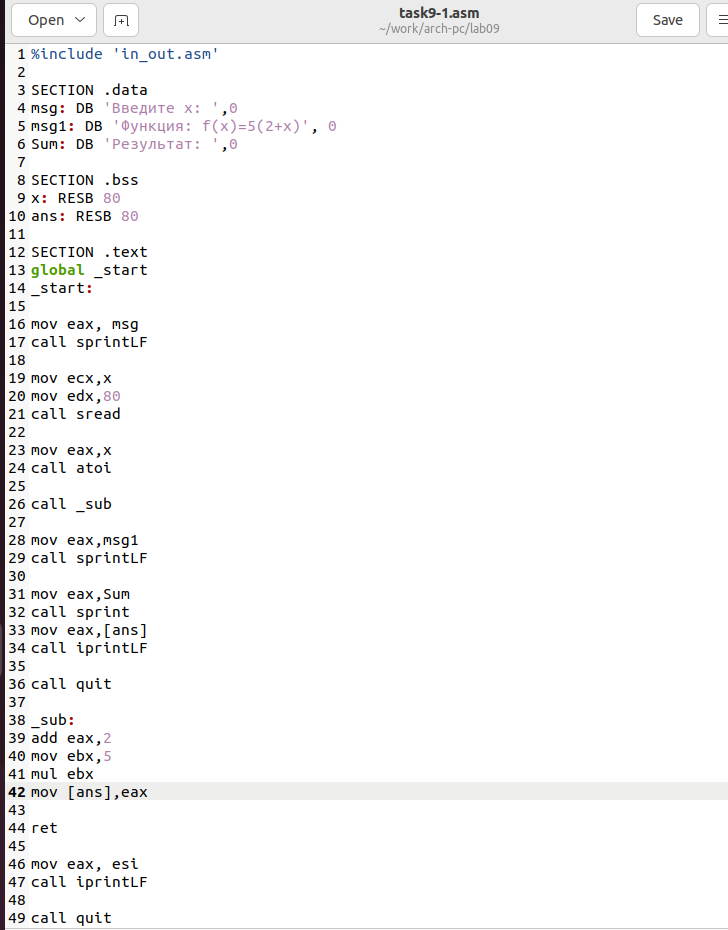 Open
task9-1.asm
~/work/arch-pc/lab09
Save
1 %include 'in_out.asm'
2
3 SECTION .data
4 msg: DB 'Введите x: ',0
5 msg1: DB 'Функция: f(x)=5(2+x)', 0
6 Sum: DB 'Результат: ',0
7
8 SECTION .bss
9 x: RESB 80
10 ans: RESB 80
11
12 SECTION .text
13 global _start
14 _start:
15
16 mov eax, msg
17 call sprintLF
18
19 mov ecx,x
20 mov edx,80
21 call sread
22
23 mov eax,x
24 call atoi
25
26 call _sub
27
28 mov eax,msg1
29 call sprintLF
30
31 mov eax,Sum
32 call sprint
33 mov eax,[ans]
34 call iprintLF
35
36 call quit
37
38 _sub:
39 add eax,2
40 mov ebx,5
41 mul ebx
42 mov [ans],eax
43
44 ret
45
46 mov eax, esi
47 call iprintLF
48
49 call quit